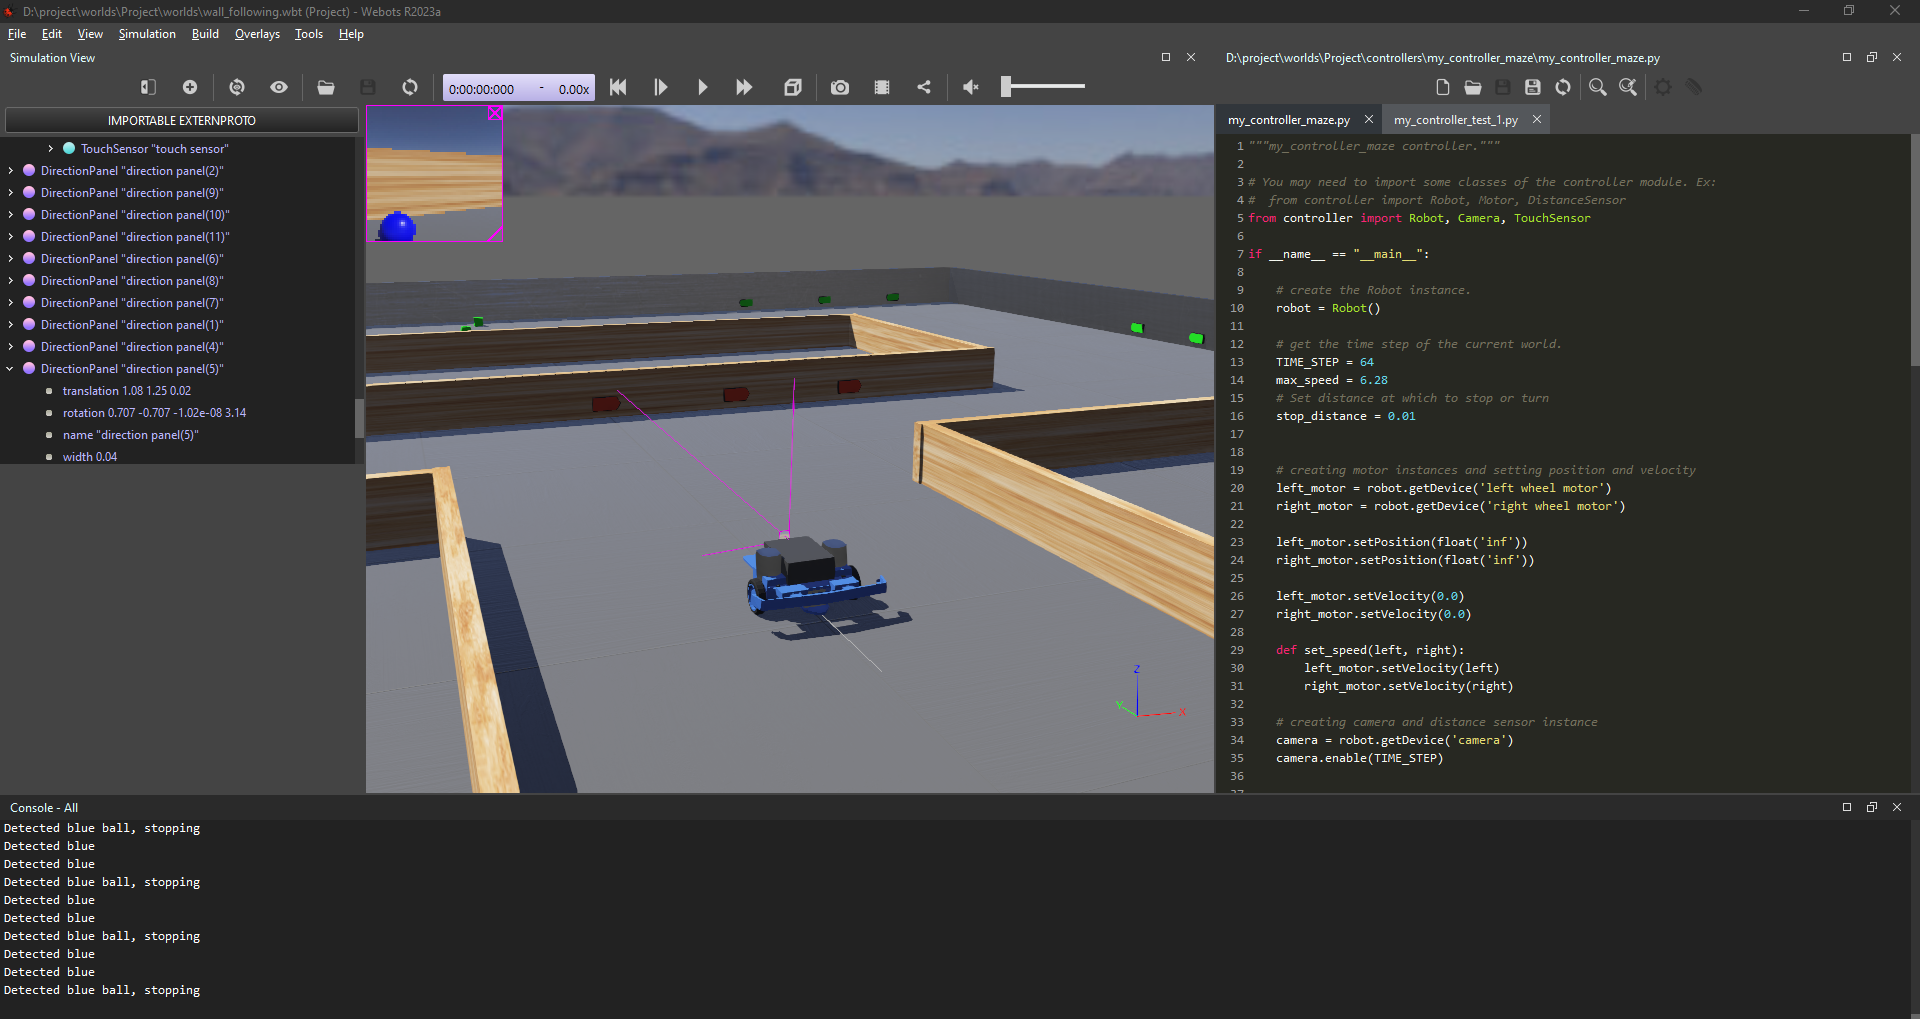 D:\project\worlds\Project\worlds\wall_following.wbt (Project) - Webots R2023a
File Edit View Simulation Build Overlays Tools Help
Simulation View
0:00:00:000 - 0.00x
IMPORTABLE EXTERNPROTO
TouchSensor "touch sensor"
DirectionPanel "direction panel(2)"
DirectionPanel "direction panel(9)"
DirectionPanel "direction panel(10)"
DirectionPanel "direction panel(11)"
DirectionPanel "direction panel(6)"
DirectionPanel "direction panel(8)"
DirectionPanel "direction panel(7)"
DirectionPanel "direction panel(1)"
DirectionPanel "direction panel(4)"
DirectionPanel "direction panel(5)"
translation 1.08 1.25 0.02
rotation 0.707 -0.707 -1.02e-08 3.14
name "direction panel(5)"
width 0.04
Z
Y
X
D:\project\worlds\Project\controllers\my_controller_maze\my_controller_maze.py
my_controller_maze.py my_controller_test_1.py
1 """my_controller_maze controller."""
2
3 # You may need to import some classes of the controller module. Ex:
4 #  from controller import Robot, Motor, DistanceSensor
5 from controller import Robot, Camera, TouchSensor
6
7 if __name__ == "__main__":
8
9     # create the Robot instance.
10     robot = Robot()
11
12     # get the time step of the current world.
13     TIME_STEP = 64
14     max_speed = 6.28
15     # Set distance at which to stop or turn
16     stop_distance = 0.01
17
18
19     # creating motor instances and setting position and velocity
20     left_motor = robot.getDevice('left wheel motor')
21     right_motor = robot.getDevice('right wheel motor')
22
23     left_motor.setPosition(float('inf'))
24     right_motor.setPosition(float('inf'))
25
26     left_motor.setVelocity(0.0)
27     right_motor.setVelocity(0.0)
28
29     def set_speed(left, right):
30         left_motor.setVelocity(left)
31         right_motor.setVelocity(right)
32
33     # creating camera and distance sensor instance
34     camera = robot.getDevice('camera')
35     camera.enable(TIME_STEP)
36
37
Console - All
Detected blue ball, stopping
Detected blue
Detected blue
Detected blue ball, stopping
Detected blue
Detected blue
Detected blue ball, stopping
Detected blue
Detected blue
Detected blue ball, stopping